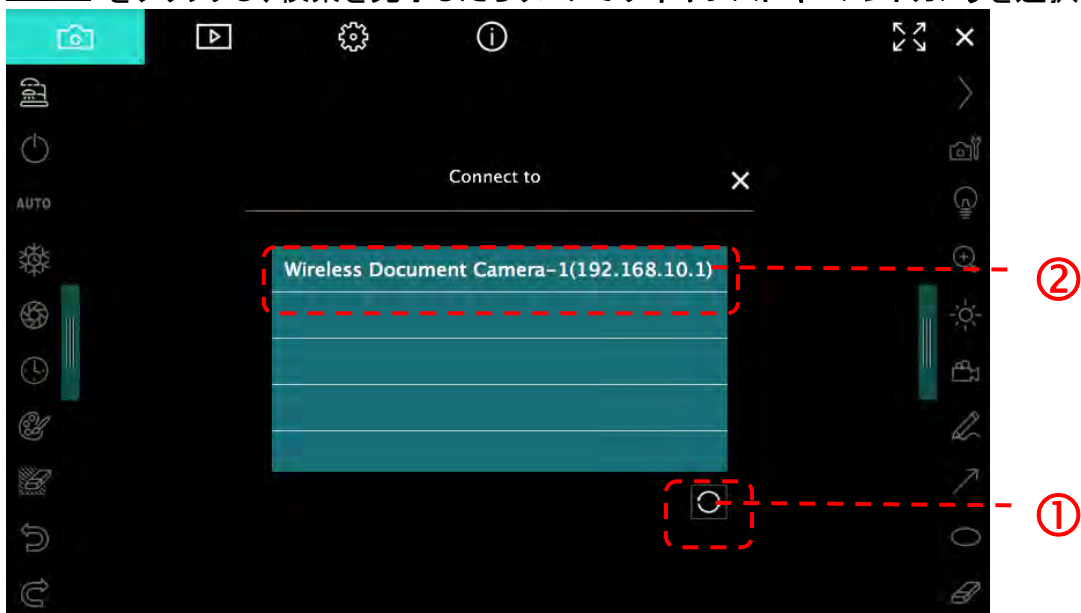 Connect to
AUTO
Wireless Document Camera-1(192.168.10.1)
②
①